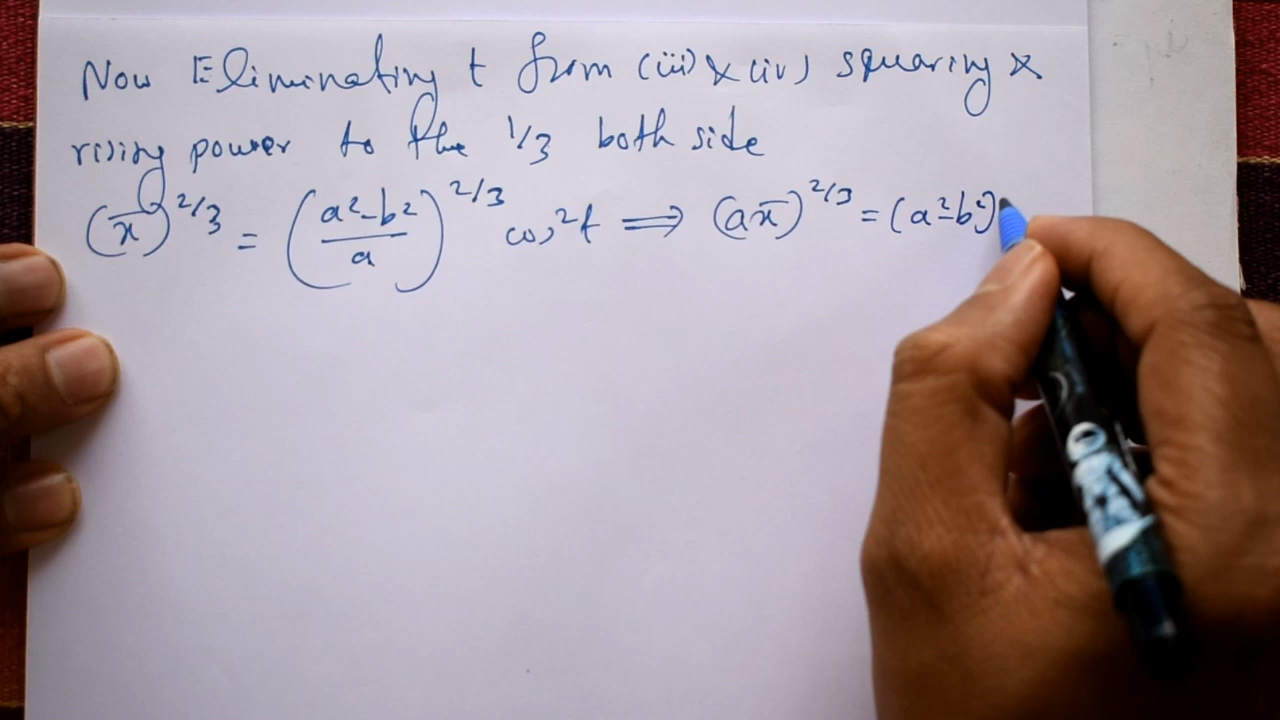 Now Eliminating t from (iii) & (iv) squaring &
rising power to the 1/3 both side
(x̄)^2/3 = ((a²-b²)/a)^2/3 cos²t ⟹ (ax̄)^2/3 = (a²-b²)